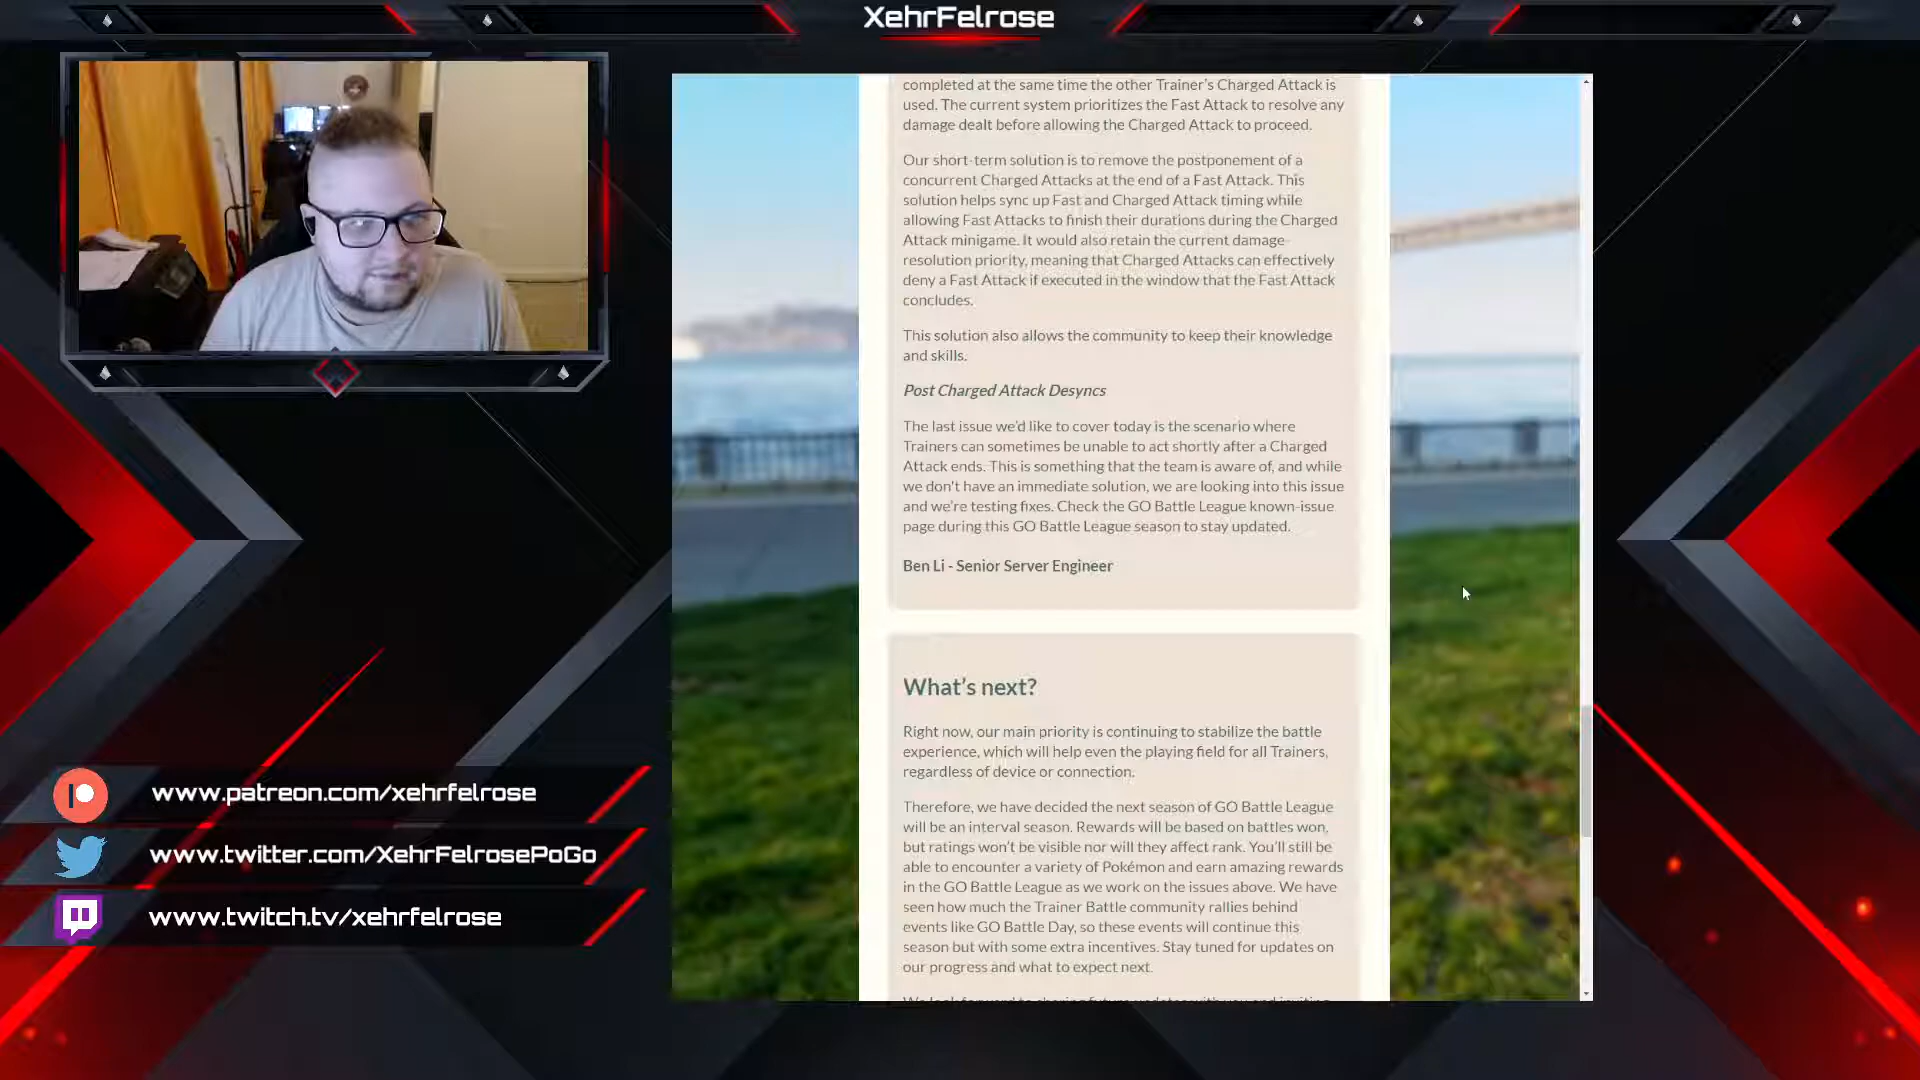 XehrFelrose
completed at the same time the other Trainer's Charged Attack is
used. The current system prioritizes the Fast Attack to resolve any
damage dealt before allowing the Charged Attack to proceed.
Our short-term solution is to remove the postponement of a
concurrent Charged Attacks at the end of a Fast Attack. This
solution helps sync up Fast and Charged Attack timing while
allowing Fast Attacks to finish their durations during the Charged
Attack minigame. It would also retain the current damage-
resolution priority, meaning that Charged Attacks can effectively
deny a Fast Attack if executed in the window that the Fast Attack
concludes.
This solution also allows the community to keep their knowledge
and skills.
Post Charged Attack Desyncs
The last issue we'd like to cover today is the scenario where
Trainers can sometimes be unable to act shortly after a Charged
Attack ends. This is something that the team is aware of, and while
we don't have an immediate solution, we are looking into this issue
and we're testing fixes. Check the GO Battle League known-issue
page during this GO Battle League season to stay updated.
Ben Li - Senior Server Engineer
What's next?
Right now, our main priority is continuing to stabilize the battle
experience, which will help even the playing field for all Trainers,
regardless of device or connection.
Therefore, we have decided the next season of GO Battle League
will be an interval season. Rewards will be based on battles won,
but ratings won't be visible nor will they affect rank. You'll still be
able to encounter a variety of Pokémon and earn amazing rewards
in the GO Battle League as we work on the issues above. We have
seen how much the Trainer Battle community rallies behind
events like GO Battle Day, so these events will continue this
season but with some extra incentives. Stay tuned for updates on
our progress and what to expect next.
We look forward to sharing future updates with you and inviting
www.patreon.com/xehrfelrose
www.twitter.com/XehrFelrosePoGo
www.twitch.tv/xehrfelrose